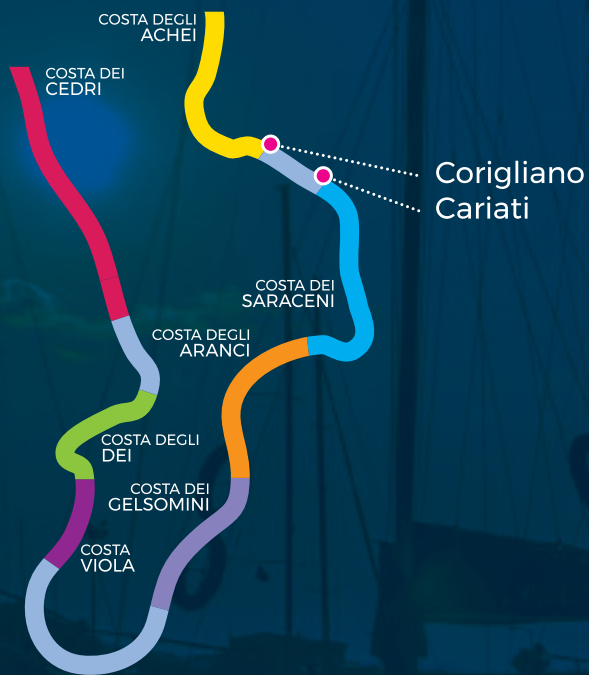 COSTA DEGLI
ACHEI
COSTA DEI
CEDRI
Corigliano
Cariati
COSTA DEI
SARACENI
COSTA DEGLI
ARANCI
COSTA DEGLI
DEI
COSTA DEI
GELSOMINI
COSTA
VIOLA